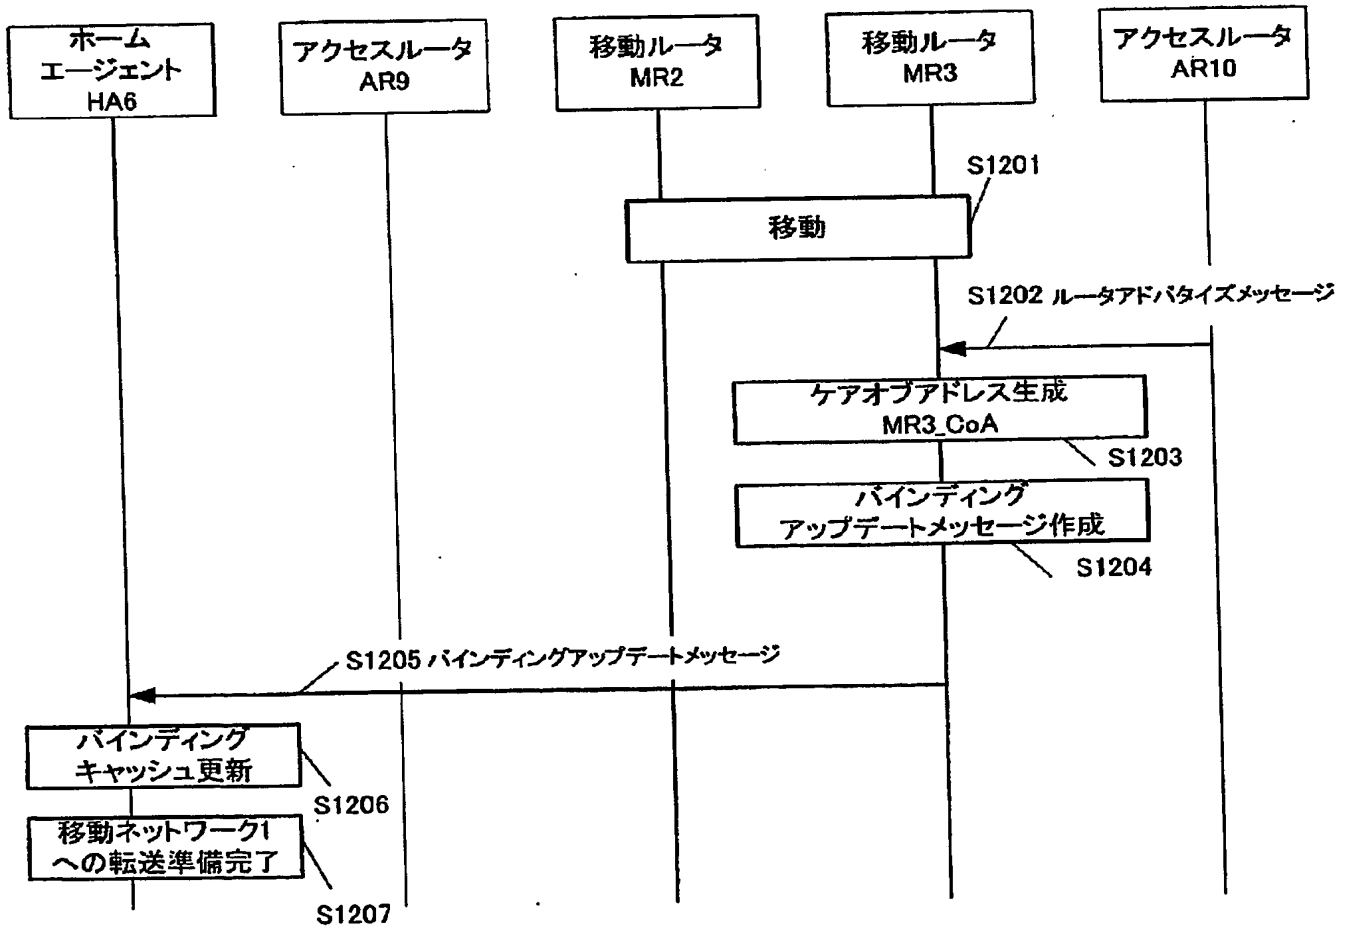 ホーム
エージェント
HA6
アクセスルータ
AR9
移動ルータ
MR2
移動ルータ
MR3
アクセスルータ
AR10
S1201
移動
S1202 ルータアドバタイズメッセージ
ケアオブアドレス生成
MR3_CoA
S1203
バインディング
アップデートメッセージ作成
S1204
S1205 バインディングアップデートメッセージ
バインディング
キャッシュ更新
S1206
移動ネットワーク1
への転送準備完了
S1207